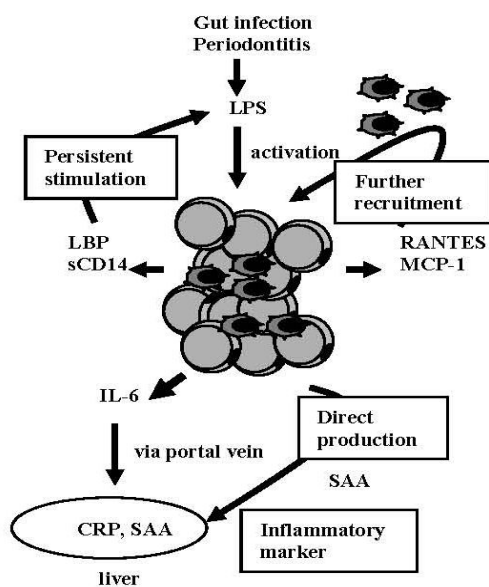 Gut infection
Periodontitis
LPS
activation
Persistent
stimulation
Further
recruitment
LBP
sCD14
RANTES
MCP-1
IL-6
Direct
production
via portal vein
SAA
CRP, SAA
Inflammatory
marker
liver